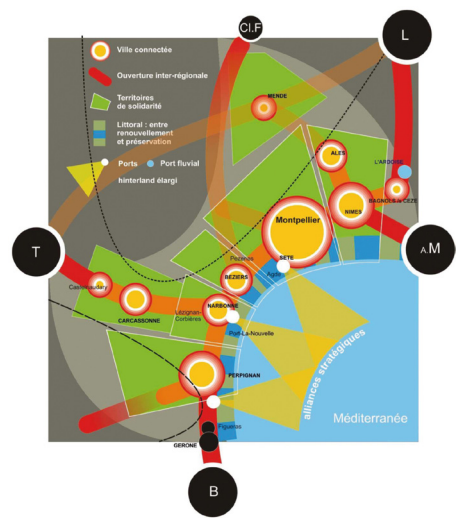 Cl.F
L
Ville connectée
Ouverture inter-régionale
Territoires
de solidarité
Littoral : entre
renouvellement
et préservation
Ports
Port fluvial
hinterland élargi
MENDE
ALES
L'ARDOISE
BAGNOLS/s CEZE
NIMES
Montpellier
T
A.M
Pézenas
SETE
Agde
BEZIERS
Castelnaudary
CARCASSONNE
Lézignan-
Corbières
NARBONNE
Port-La-Nouvelle
PERPIGNAN
alliances stratégiques
Méditerranée
Figueras
GERONE
B